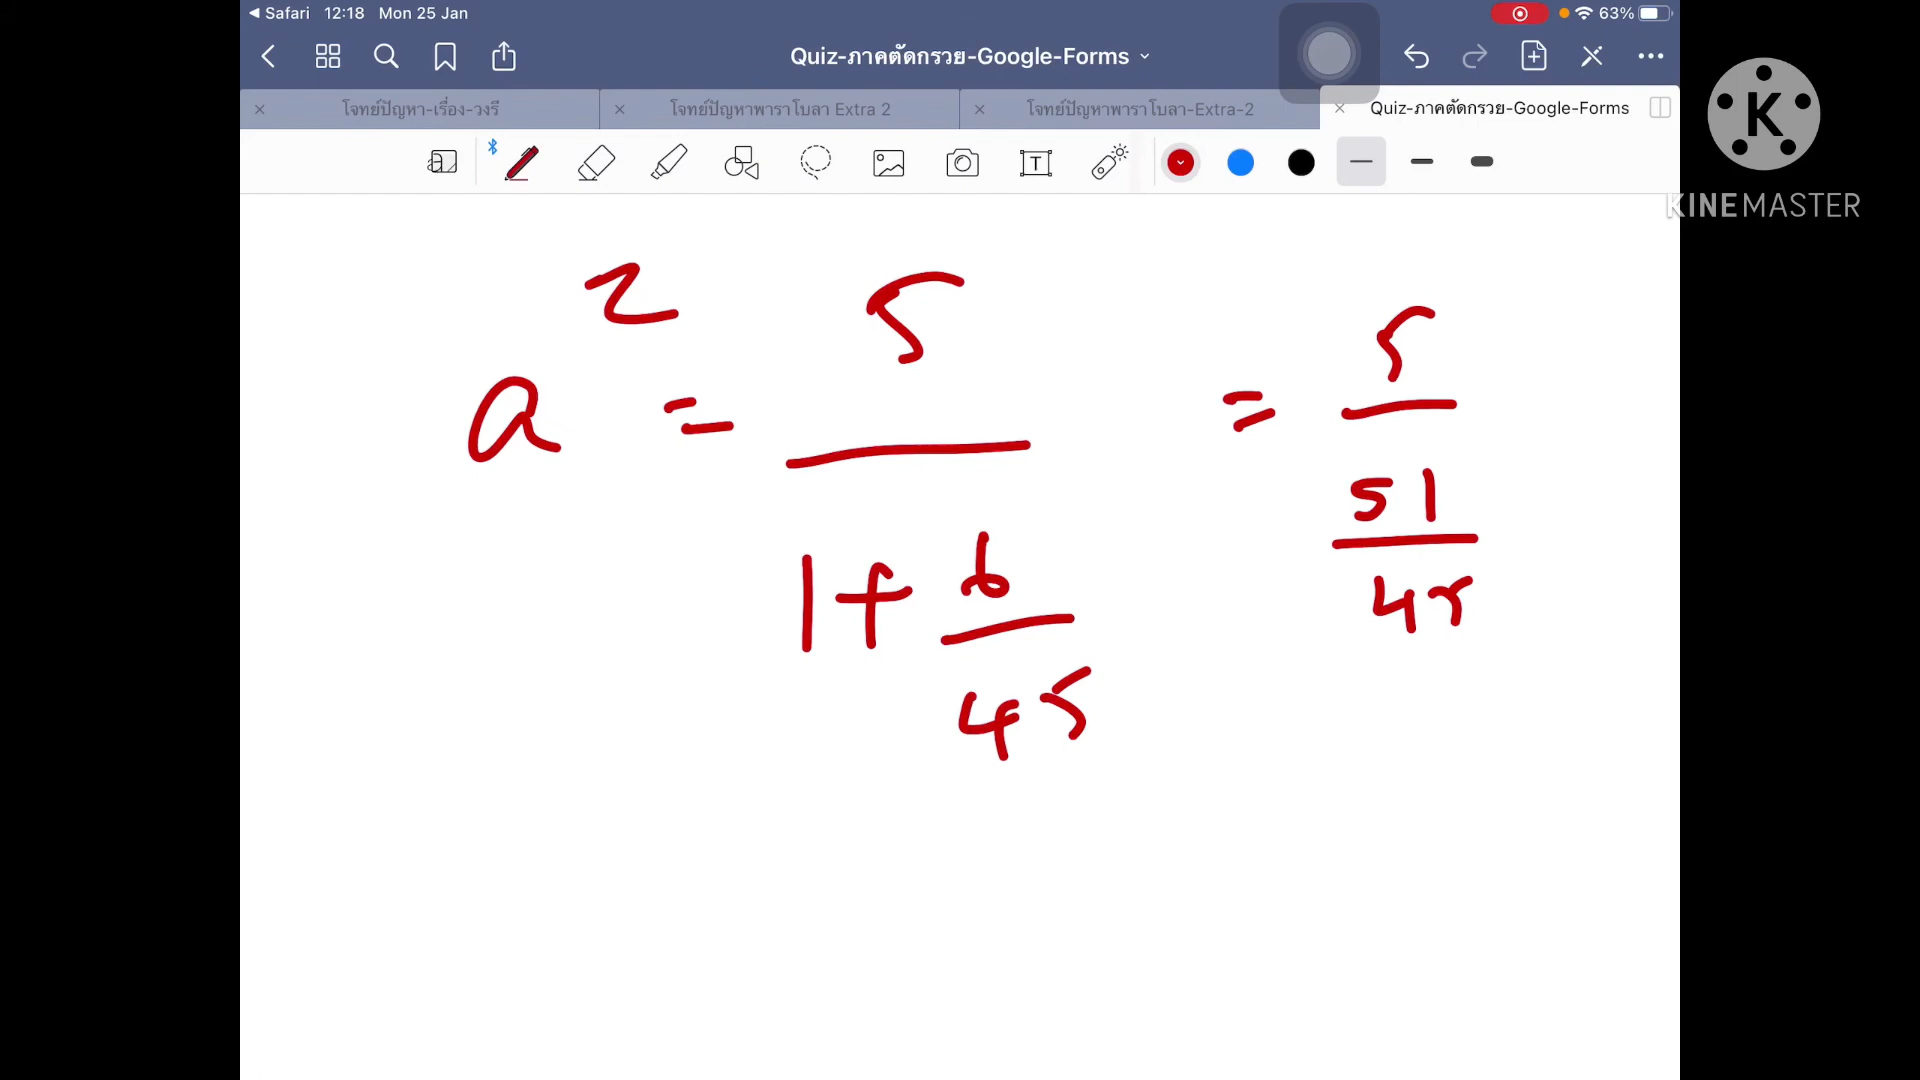 Safari 12:18 Mon 25 Jan 63%
Quiz-ภาคตัดกรวย-Google-Forms
โจทย์ปัญหา-เรื่อง-วงรี โจทย์ปัญหาพาราโบลา Extra 2 โจทย์ปัญหาพาราโบลา-Extra-2 Quiz-ภาคตัดกรวย-Google-Forms
K
KINEMASTER
a² = 5 / (1 + 6/45) = 5 / (51/45)